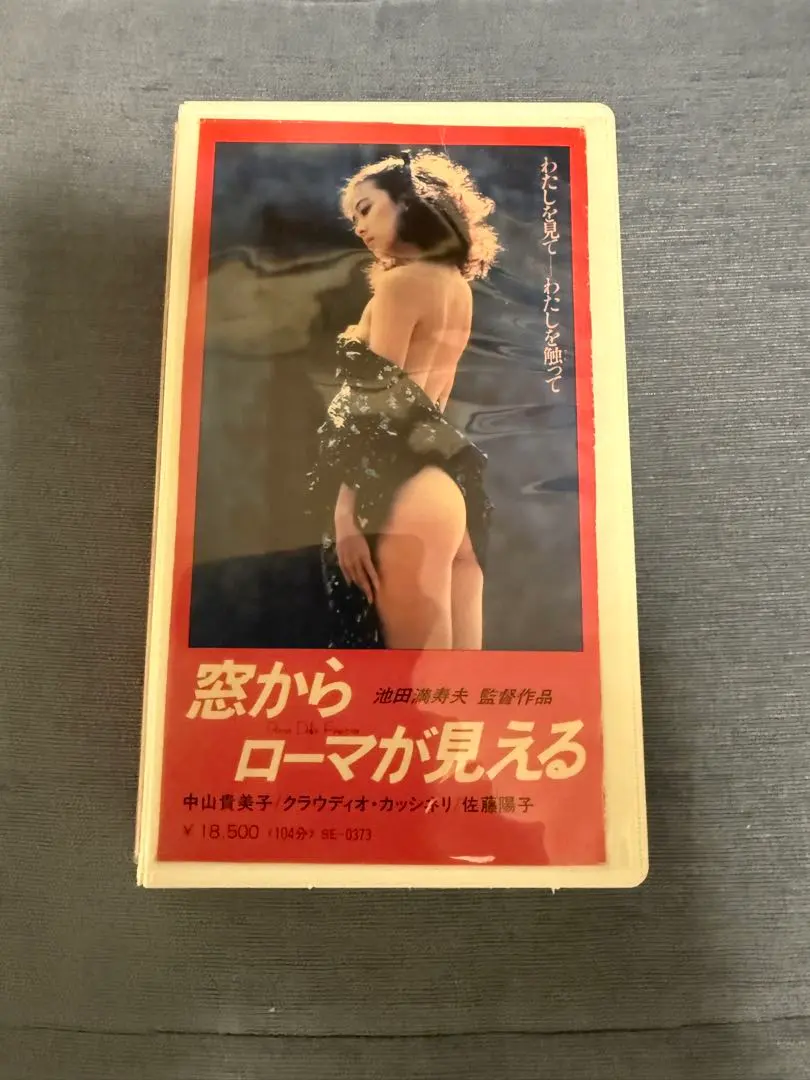 わたしを見て―わたしを触って
窓から
池田満寿夫 監督作品
ローマが見える
中山貴美子/クラウディオ・カッシネリ/佐藤陽子
¥18,500 (104分) SE-0373